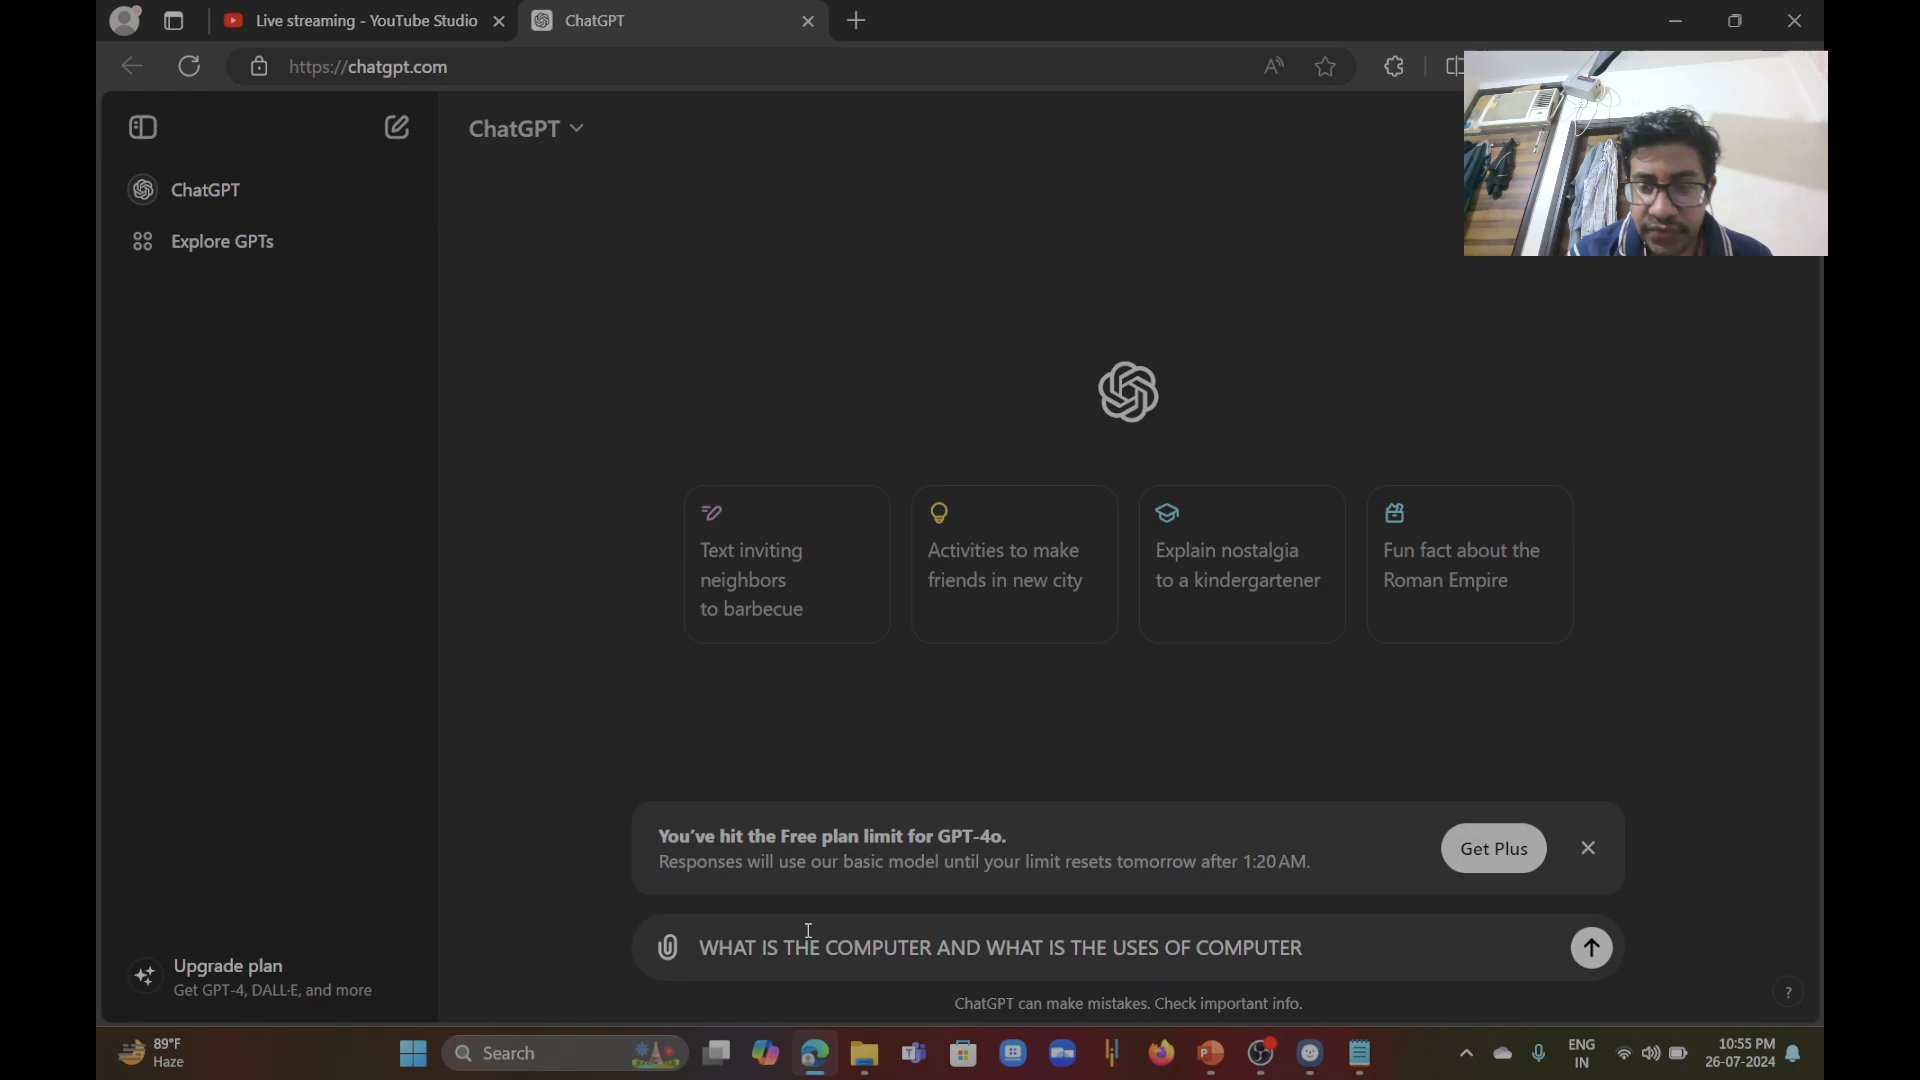 Live streaming - YouTube Studio
ChatGPT
https://chatgpt.com
ChatGPT
ChatGPT
Explore GPTs
Text inviting
neighbors
to barbecue
Activities to make
friends in new city
Explain nostalgia
to a kindergartener
Fun fact about the
Roman Empire
You've hit the Free plan limit for GPT-4o.
Responses will use our basic model until your limit resets tomorrow after 1:20 AM.
Get Plus
WHAT IS THE COMPUTER AND WHAT IS THE USES OF COMPUTER
Upgrade plan
Get GPT-4, DALL·E, and more
ChatGPT can make mistakes. Check important info.
?
89°F
Haze
Search
ENG
IN
10:55 PM
26-07-2024